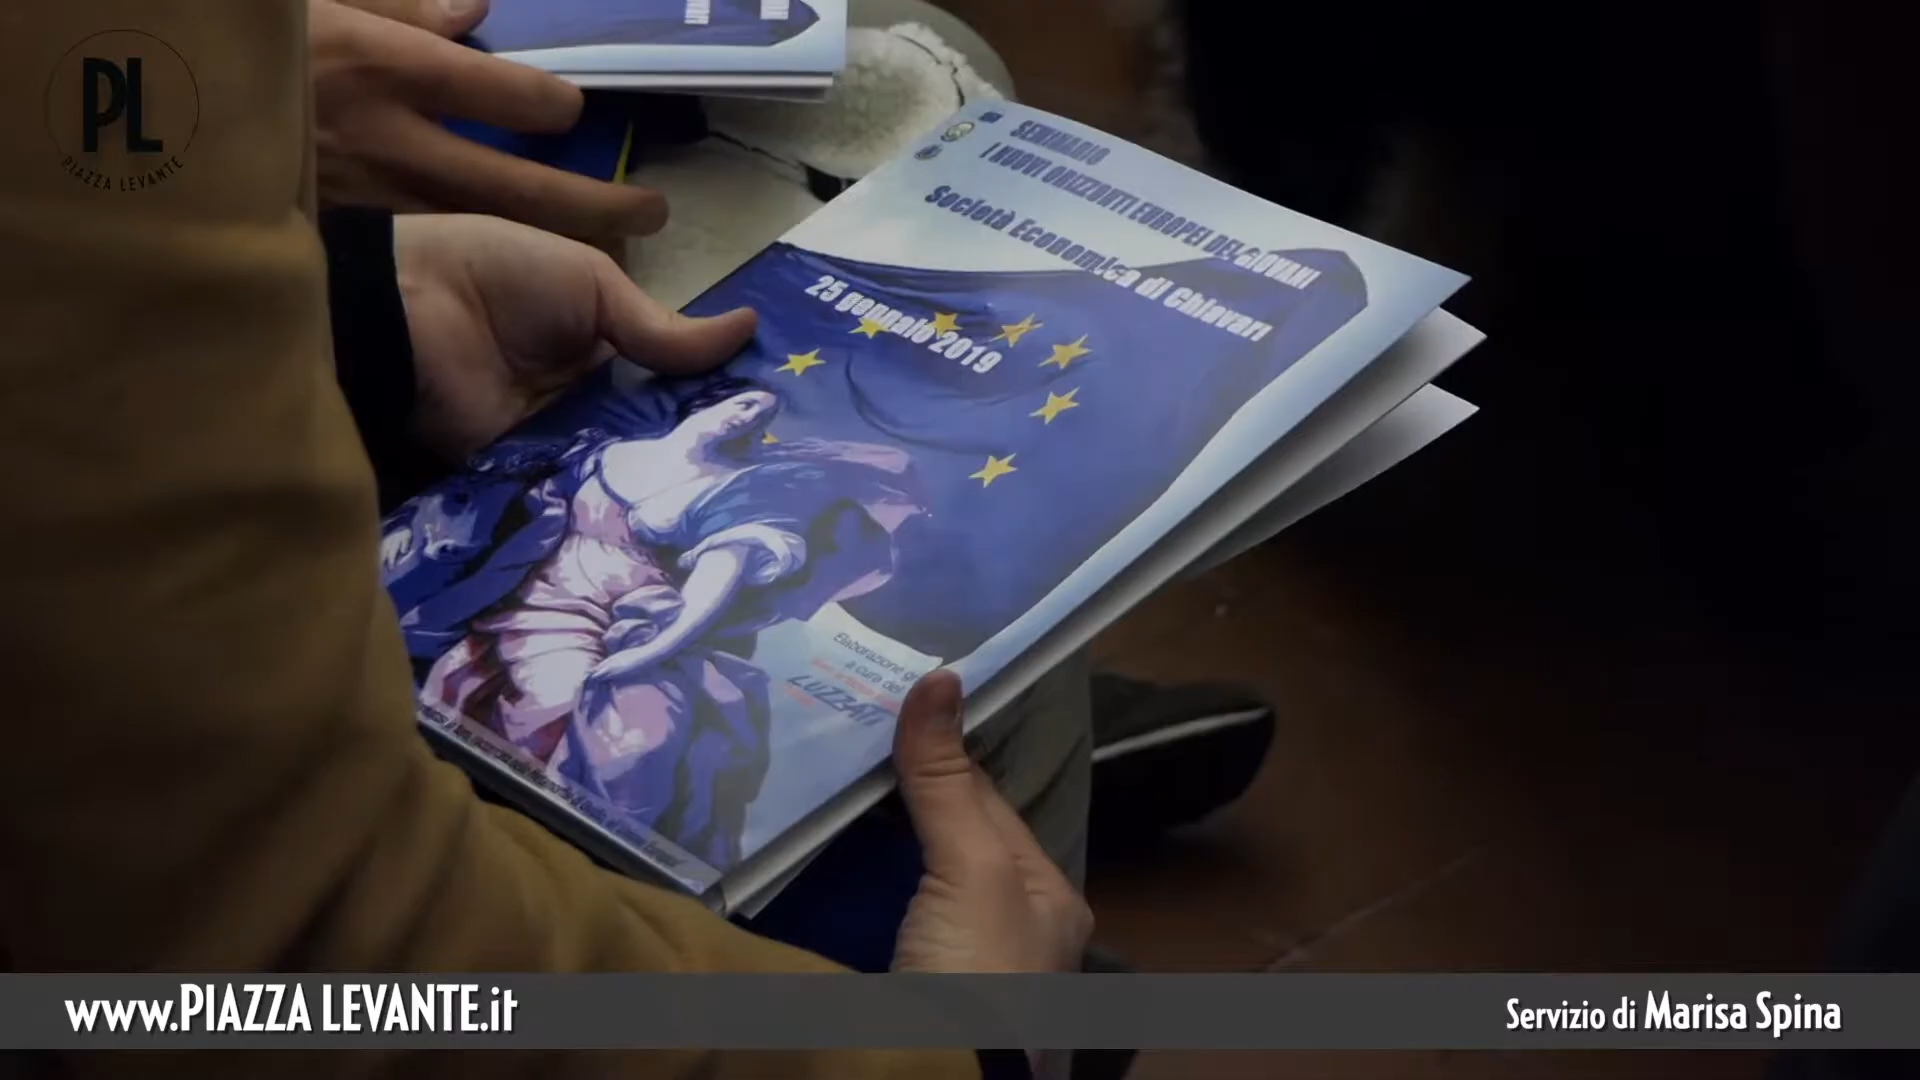 PL
PIAZZA LEVANTE
SEMINARIO
I NUOVI ORIZZONTI EUROPEI DEI GIOVANI
Società Economica di Chiavari
25 gennaio 2019
Elaborazione
a cura del
LUZZATI
www.PIAZZA LEVANTE.it
Servizio di Marisa Spina